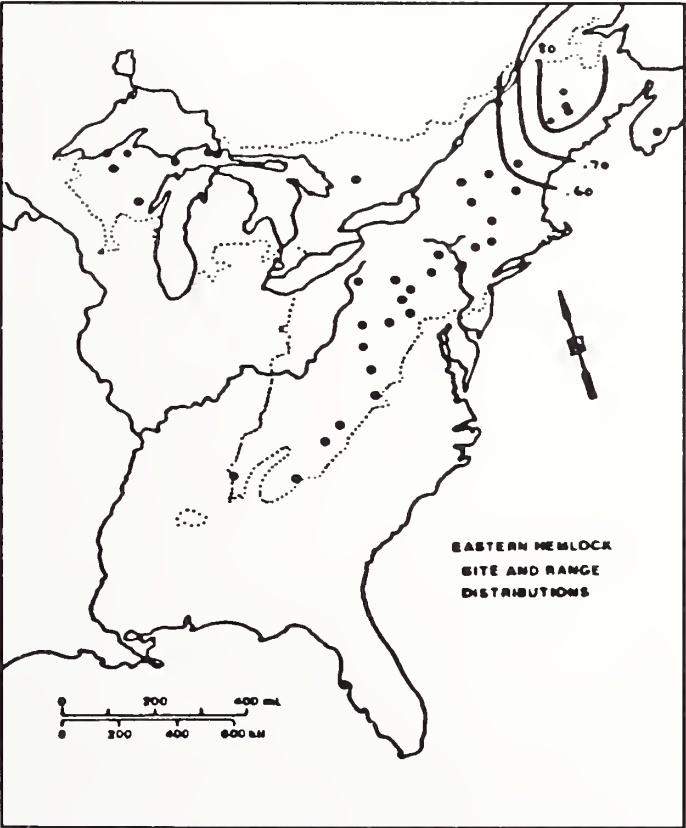 .80
.70
.60
EASTERN HEMLOCK
SITE AND RANGE
DISTRIBUTIONS
0 200 400 mi.
0 200 400 600 km